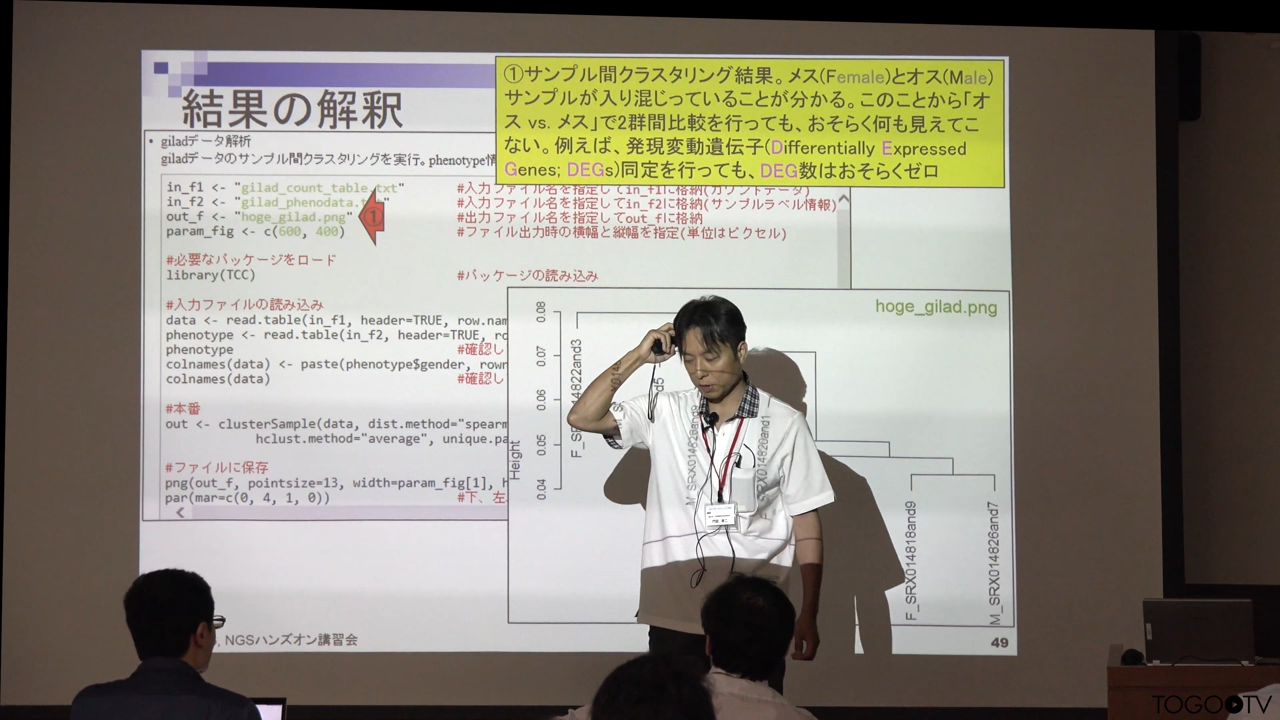 結果の解釈
①サンプル間クラスタリング結果。メス(Female)とオス(Male)
サンプルが入り混じっていることが分かる。このことから「オ
ス vs. メス」で2群間比較を行っても、おそらく何も見えてこ
ない。例えば、発現変動遺伝子(Differentially Expressed
Genes; DEGs)同定を行っても、DEG数はおそらくゼロ
• giladデータ解析
giladデータのサンプル間クラスタリングを実行。phenotype情
in_f1 <- "gilad_count_table.txt" #入力ファイル名を指定してin_f1に格納(カウントデータ)
in_f2 <- "gilad_phenodata. #入力ファイル名を指定してin_f2に格納(サンプルラベル情報)
out_f <- "hoge_gilad.png" ① #出力ファイル名を指定してout_fに格納
param_fig <- c(600, 400) #ファイル出力時の横幅と縦幅を指定(単位はピクセル)
#必要なパッケージをロード
library(TCC) #パッケージの読み込み
#入力ファイルの読み込み
data <- read.table(in_f1, header=TRUE, row.nam
phenotype <- read.table(in_f2, header=TRUE, ro
phenotype #確認し
colnames(data) <- paste(phenotype$gender, rown
colnames(data) #確認し
#本番
out <- clusterSample(data, dist.method="spearm
hclust.method="average", unique.pa
#ファイルに保存
png(out_f, pointsize=13, width=param_fig[1], h
par(mar=c(0, 4, 1, 0)) #下、左
hoge_gilad.png
Height
0.08
0.07
0.06
0.05
0.04
F_SRX014822and3
M_SRX014828and9
F_SRX014820and1
F_SRX014818and9
M_SRX014826and7
NGSハンズオン講習会
49
TOGOTV